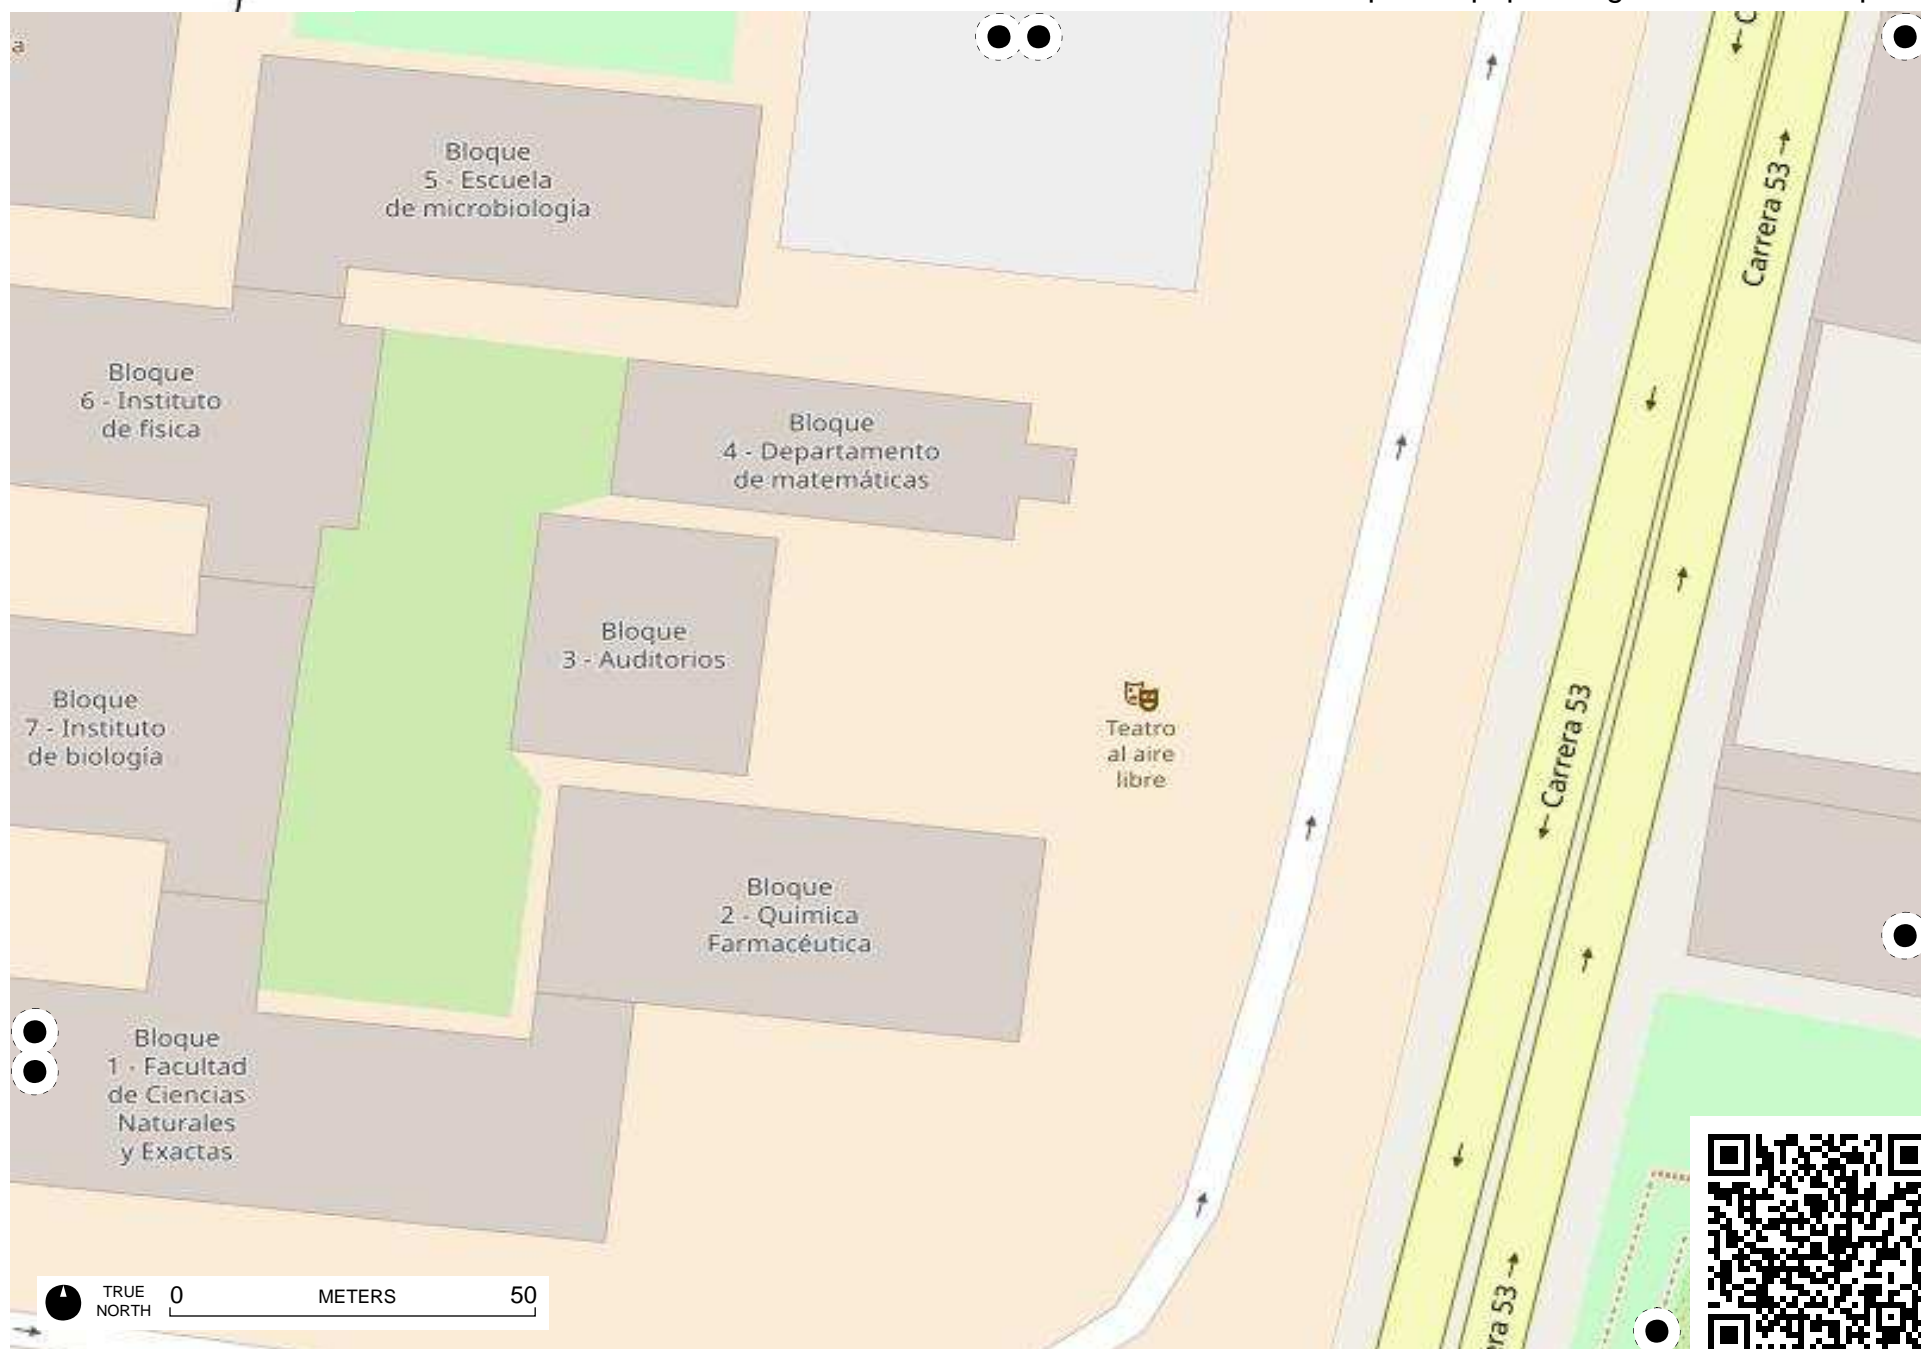 a
Bloque
5 - Escuela
de microbiología
Carrera 53
Bloque
6 - Instituto
de física
Bloque
4 - Departamento
de matemáticas
Bloque
3 - Auditorios
Bloque
7 - Instituto
de biología
Teatro
al aire
libre
Carrera 53
Bloque
2 - Química
Farmacéutica
Bloque
1 - Facultad
de Ciencias
Naturales
y Exactas
TRUE
NORTH
0 METERS 50
era 53